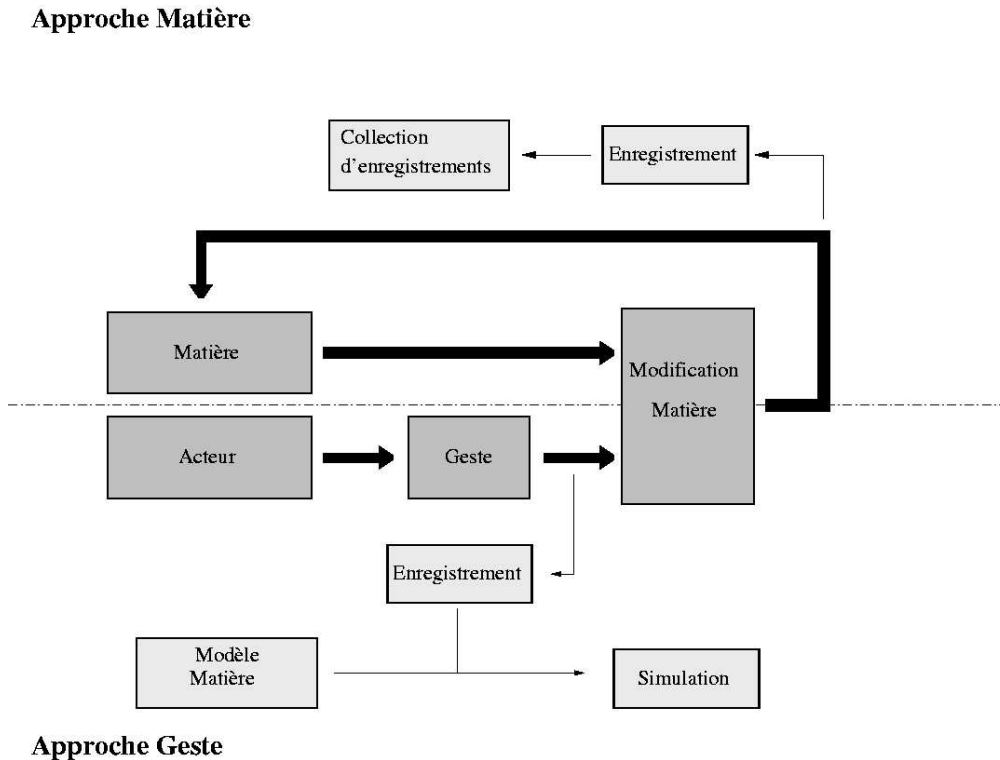 Approche Matière
Collection
d'enregistrements
Enregistrement
Matière
Modification
Matière
Acteur
Geste
Enregistrement
Modèle
Matière
Simulation
Approche Geste